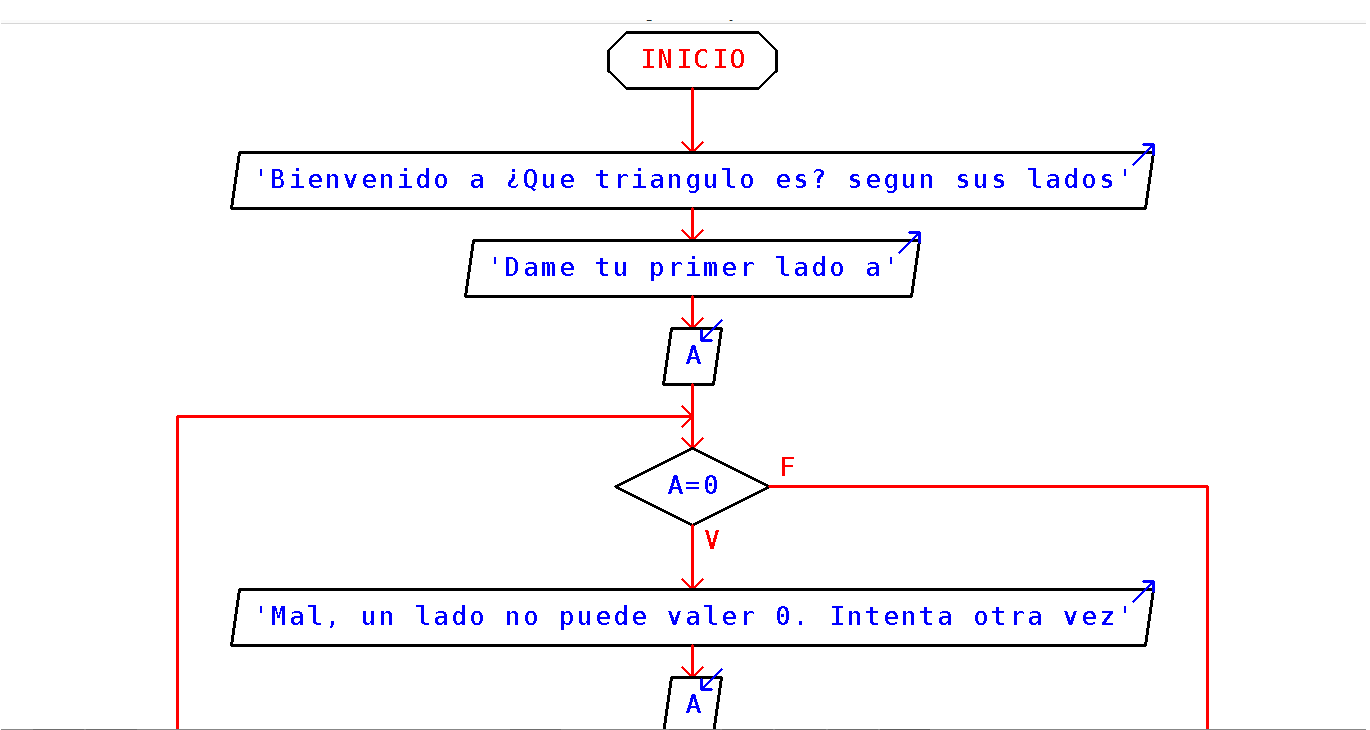 INICIO
'Bienvenido a ¿Que triangulo es? segun sus lados'
'Dame tu primer lado a'
A
A=0
F
V
'Mal, un lado no puede valer 0. Intenta otra vez'
A